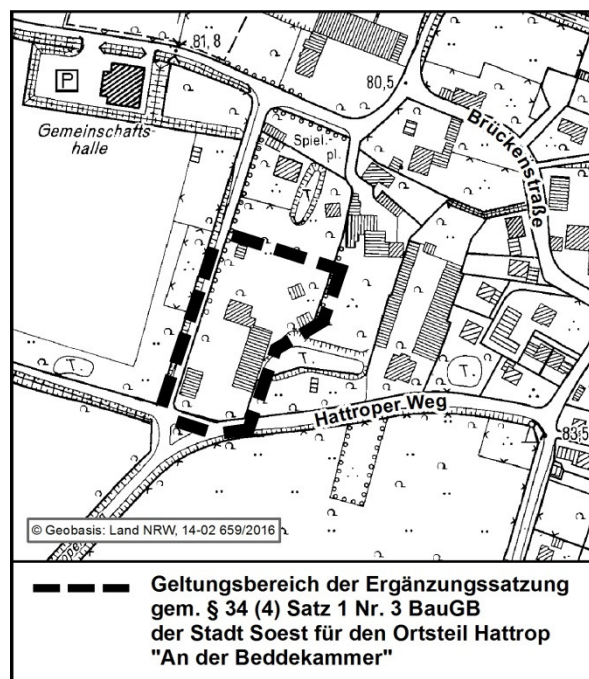 81,8
P
80,5
Gemeinschafts-
halle
Spiel-
pl.
Brückenstraße
T.
T.
T.
T.
Hattroper Weg
83,5
© Geobasis: Land NRW, 14-02 659/2016
Geltungsbereich der Ergänzungssatzung
gem. § 34 (4) Satz 1 Nr. 3 BauGB
der Stadt Soest für den Ortsteil Hattrop
"An der Beddekammer"